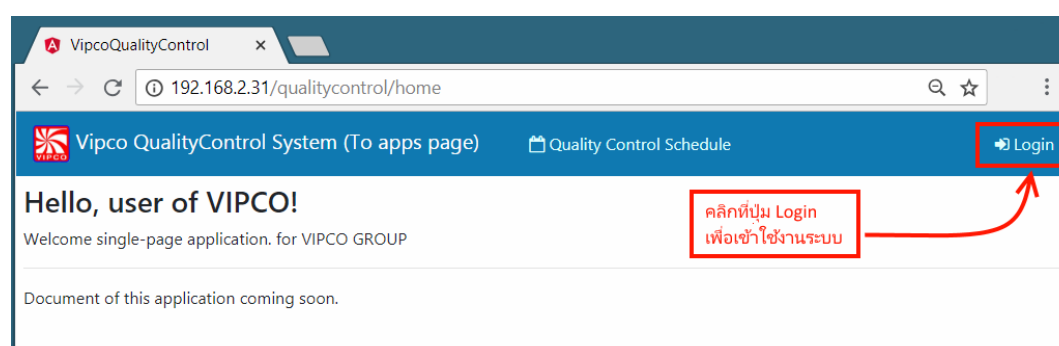 VipcoQualityControl
192.168.2.31/qualitycontrol/home
VIPCO
Vipco QualityControl System (To apps page)
Quality Control Schedule
Login
Hello, user of VIPCO!
Welcome single-page application. for VIPCO GROUP
คลิกที่ปุ่ม Login
เพื่อเข้าใช้งานระบบ
Document of this application coming soon.